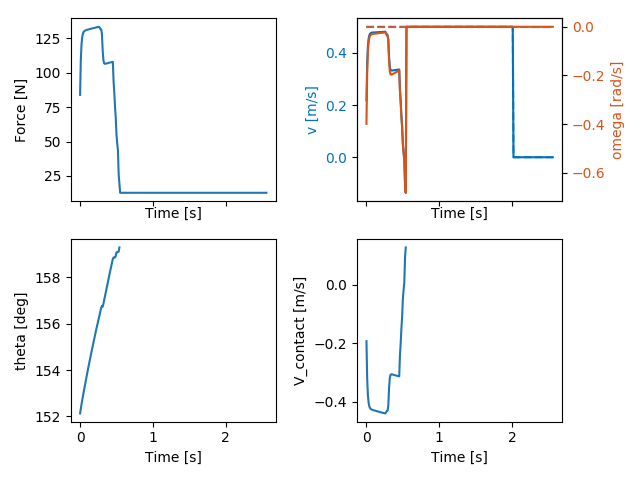 125
100
75
50
25
Force [N]
Time [s]
0.4
0.2
0.0
v [m/s]
0.0
−0.2
−0.4
−0.6
omega [rad/s]
Time [s]
158
156
154
152
theta [deg]
0 1 2
Time [s]
0.0
−0.2
−0.4
V_contact [m/s]
0 1 2
Time [s]